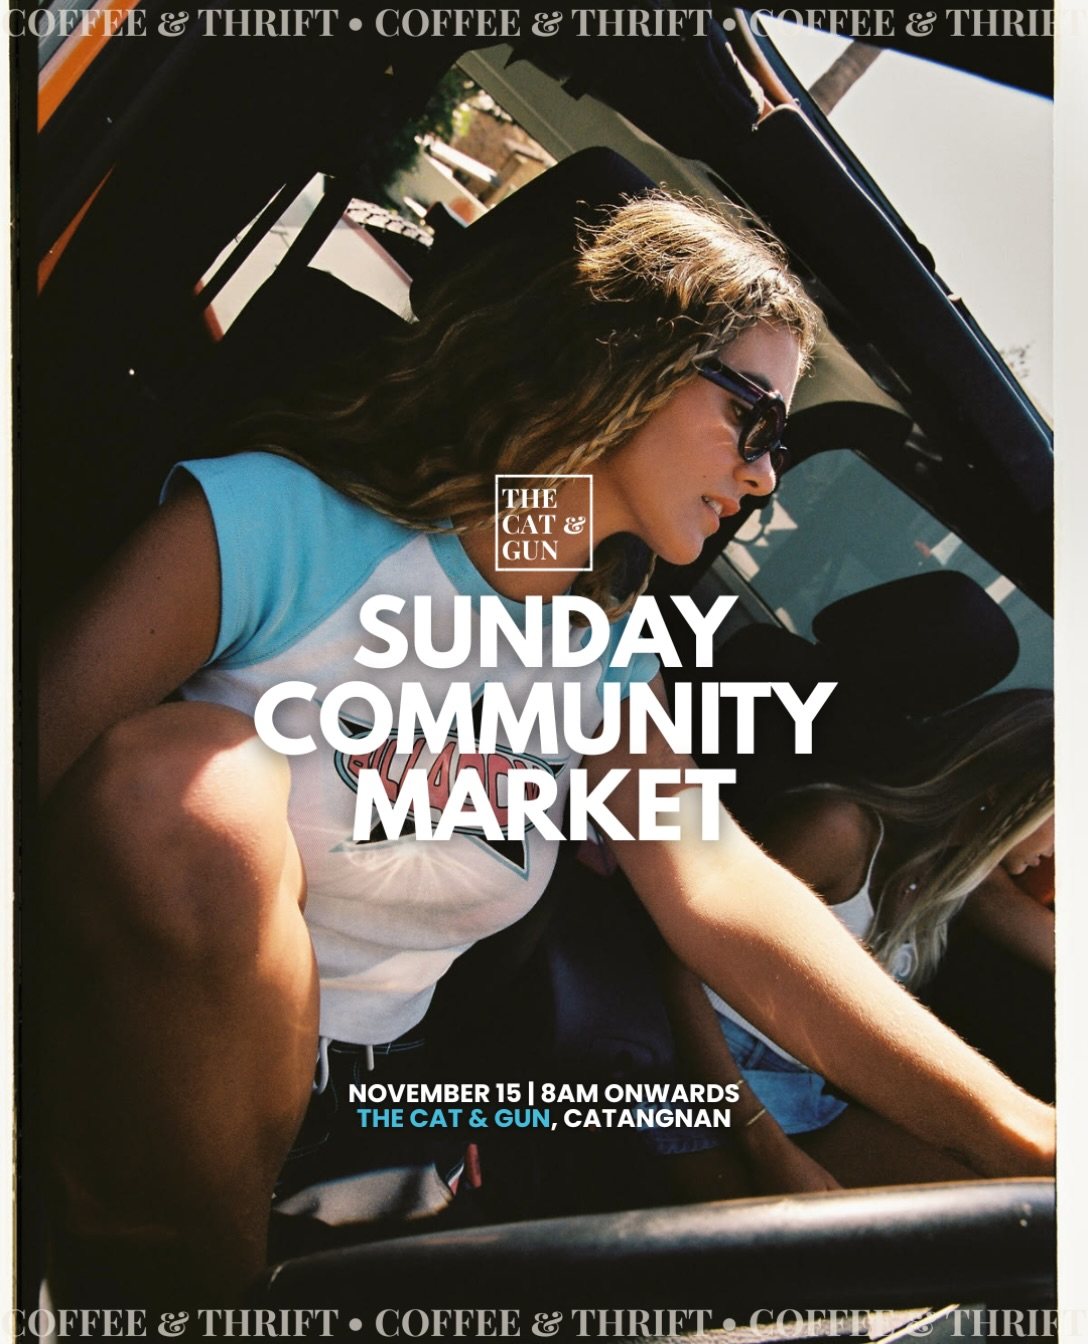 COFFEE & THRIFT • COFFEE & THRIFT • COFFEE & THRIFT
THE
CAT &
GUN
SUNDAY
COMMUNITY
MARKET
NOVEMBER 15 | 8AM ONWARDS
THE CAT & GUN, CATANGNAN
COFFEE & THRIFT • COFFEE & THRIFT • COFFEE & THRIF